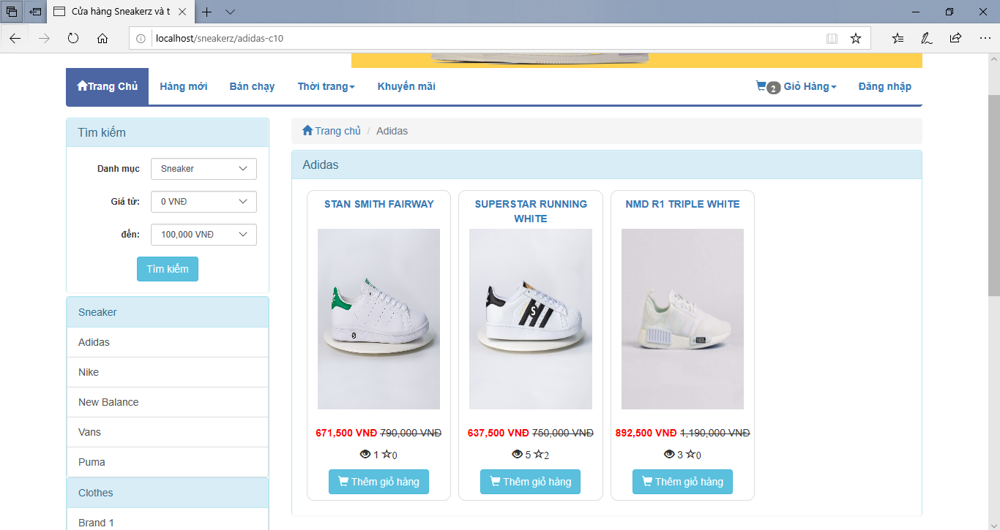 Cửa hàng Sneakerz và t
localhost/sneakerz/adidas-c10
Trang Chủ Hàng mới Bán chạy Thời trang Khuyến mãi 2 Giỏ Hàng Đăng nhập
Tìm kiếm
Danh mục Sneaker
Giá từ: 0 VNĐ
đến: 100,000 VNĐ
Tìm kiếm
Sneaker
Adidas
Nike
New Balance
Vans
Puma
Clothes
Brand 1
Trang chủ / Adidas
Adidas
STAN SMITH FAIRWAY
671,500 VNĐ 790,000 VNĐ
1 0
Thêm giỏ hàng
SUPERSTAR RUNNING
WHITE
637,500 VNĐ 750,000 VNĐ
5 2
Thêm giỏ hàng
NMD R1 TRIPLE WHITE
892,500 VNĐ 1,190,000 VNĐ
3 0
Thêm giỏ hàng